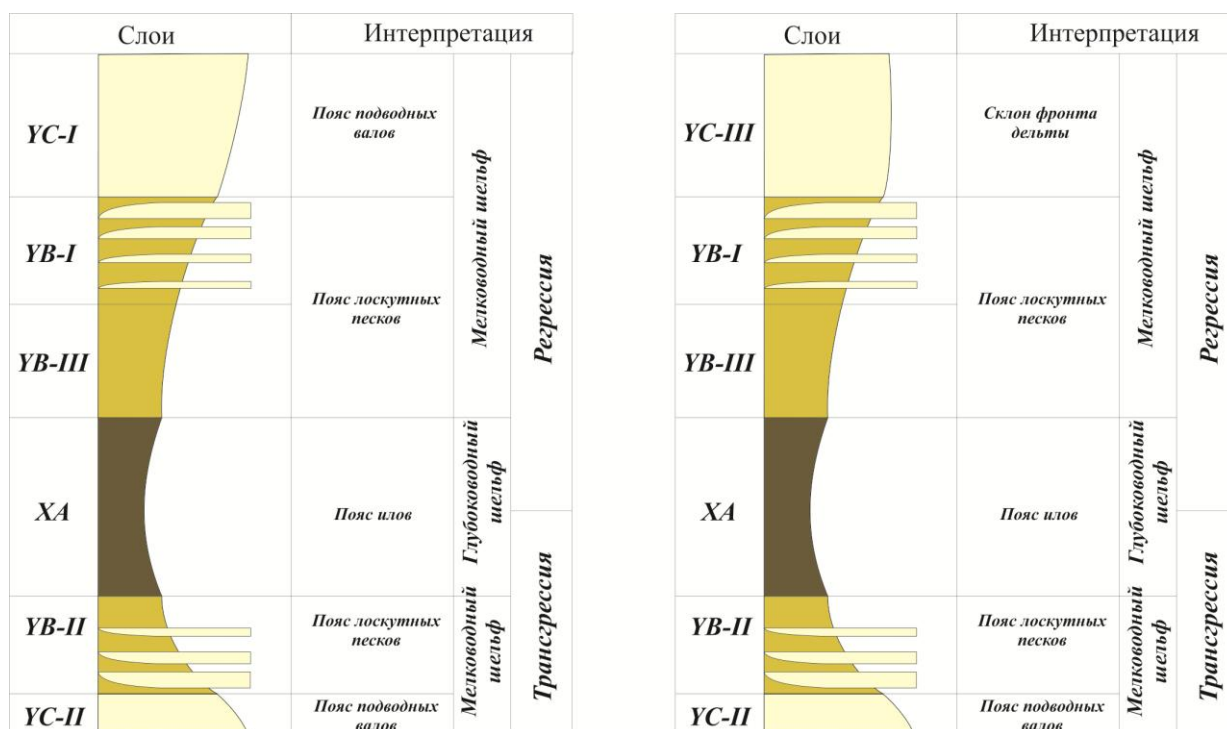 Слои
Интерпретация
YC-I
Пояс подводных
валов
YB-I
Пояс лоскутных
песков
YB-III
XA
Пояс илов
YB-II
Пояс лоскутных
песков
YC-II
Пояс подводных
валов
Мелководный шельф
Глубоководный
шельф
Мелководный
шельф
Регрессия
Трансгрессия
Слои
Интерпретация
YC-III
Склон фронта
дельты
YB-I
Пояс лоскутных
песков
YB-III
XA
Пояс илов
YB-II
Пояс лоскутных
песков
YC-II
Пояс подводных
валов
Мелководный шельф
Глубоководный
шельф
Мелководный
шельф
Регрессия
Трансгрессия